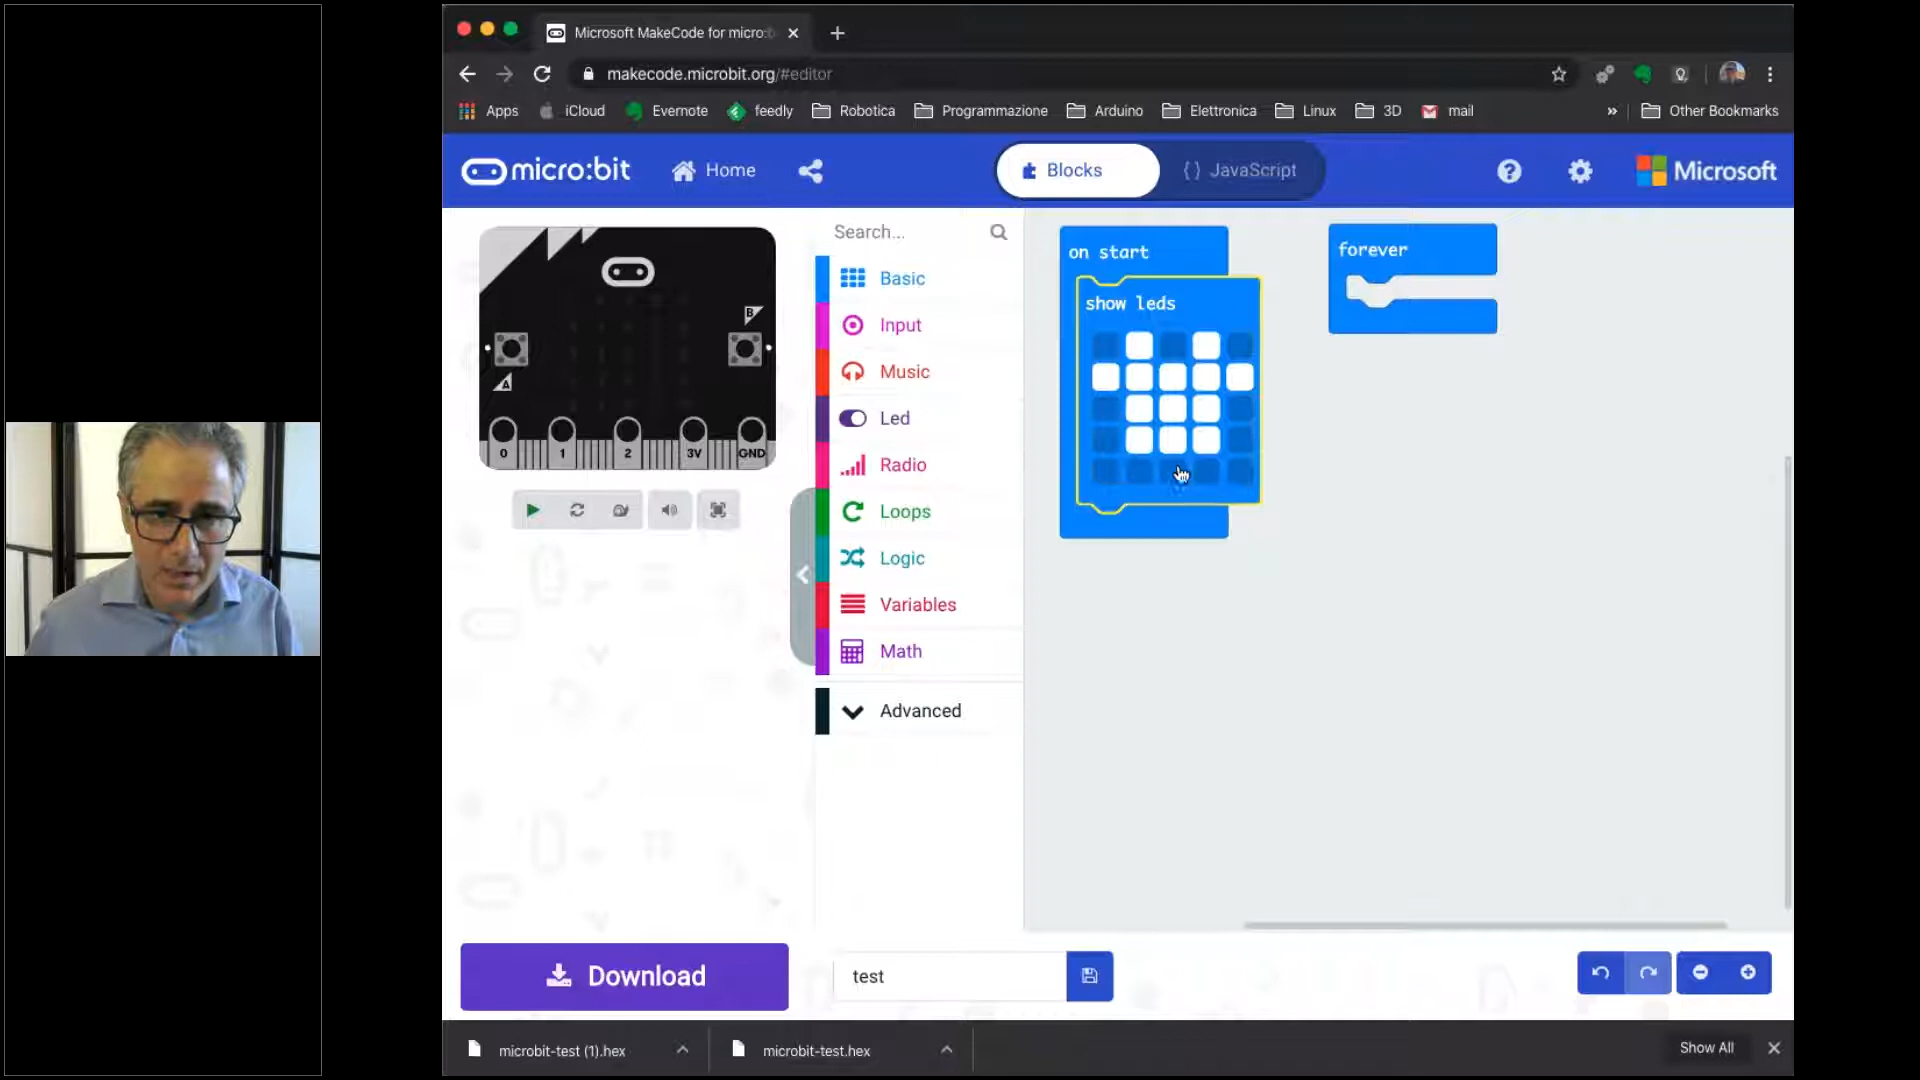 Microsoft MakeCode for micro:b
makecode.microbit.org/#editor
Apps iCloud Evernote feedly Robotica Programmazione Arduino Elettronica Linux 3D mail » Other Bookmarks
micro:bit Home Blocks {} JavaScript Microsoft
Search...
Basic
Input
Music
Led
Radio
Loops
Logic
Variables
Math
Advanced
B
A
0 1 2 3V GND
on start
show leds
forever
Download
test
microbit-test (1).hex microbit-test.hex Show All